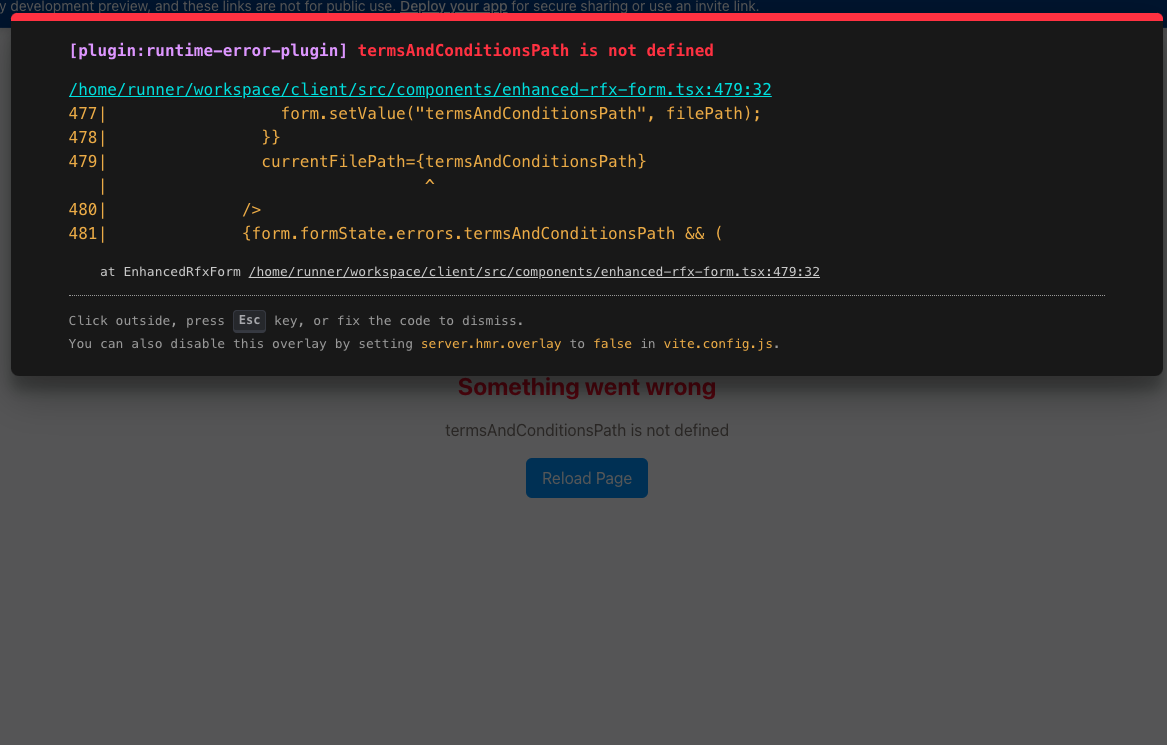 y development preview, and these links are not for public use. Deploy your app for secure sharing or use an invite link.
[plugin:runtime-error-plugin] termsAndConditionsPath is not defined
/home/runner/workspace/client/src/components/enhanced-rfx-form.tsx:479:32
477|                  form.setValue("termsAndConditionsPath", filePath);
478|                }}
479|                currentFilePath={termsAndConditionsPath}
   |                                 ^
480|              />
481|              {form.formState.errors.termsAndConditionsPath && (
at EnhancedRfxForm /home/runner/workspace/client/src/components/enhanced-rfx-form.tsx:479:32
Click outside, press Esc key, or fix the code to dismiss.
You can also disable this overlay by setting server.hmr.overlay to false in vite.config.js.
Something went wrong
termsAndConditionsPath is not defined
Reload Page